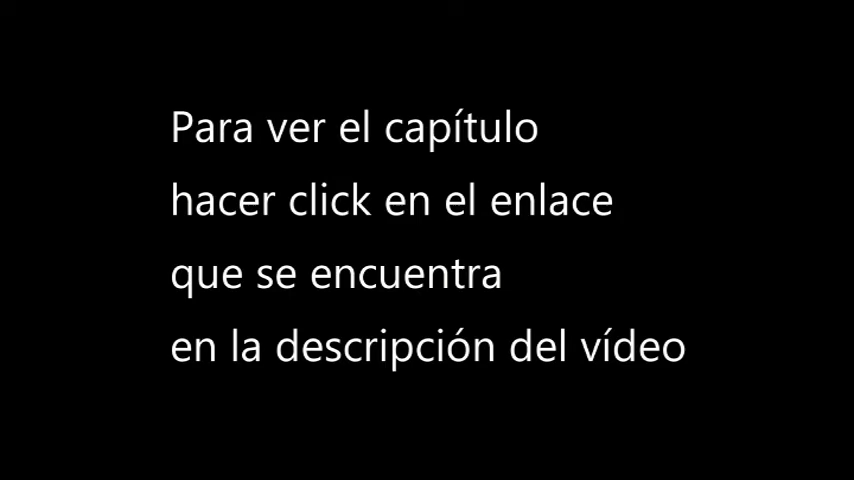 Para ver el capítulo
hacer click en el enlace
que se encuentra
en la descripción del vídeo